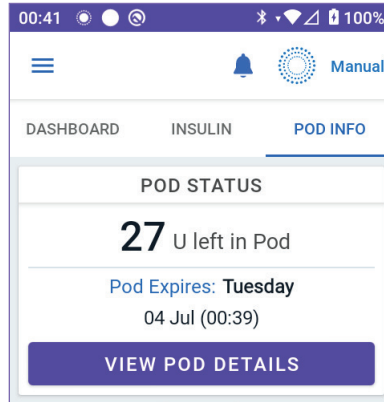 00:41 100%
Manual
DASHBOARD INSULIN POD INFO
POD STATUS
27 U left in Pod
Pod Expires: Tuesday
04 Jul (00:39)
VIEW POD DETAILS